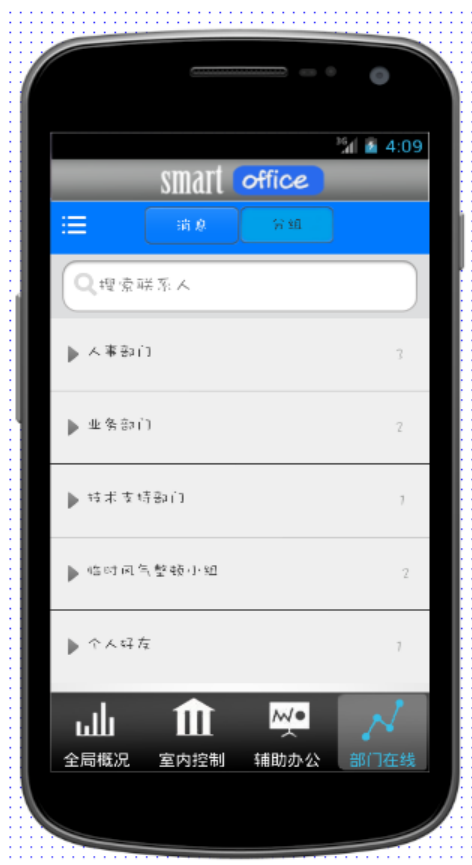 3G 4:09
smart office
消息 分组
搜索联系人
人事部门
业务部门 2
技术支持部门 1
临时风气整顿小组 2
个人好友 1
全局概况 室内控制 辅助办公 部门在线